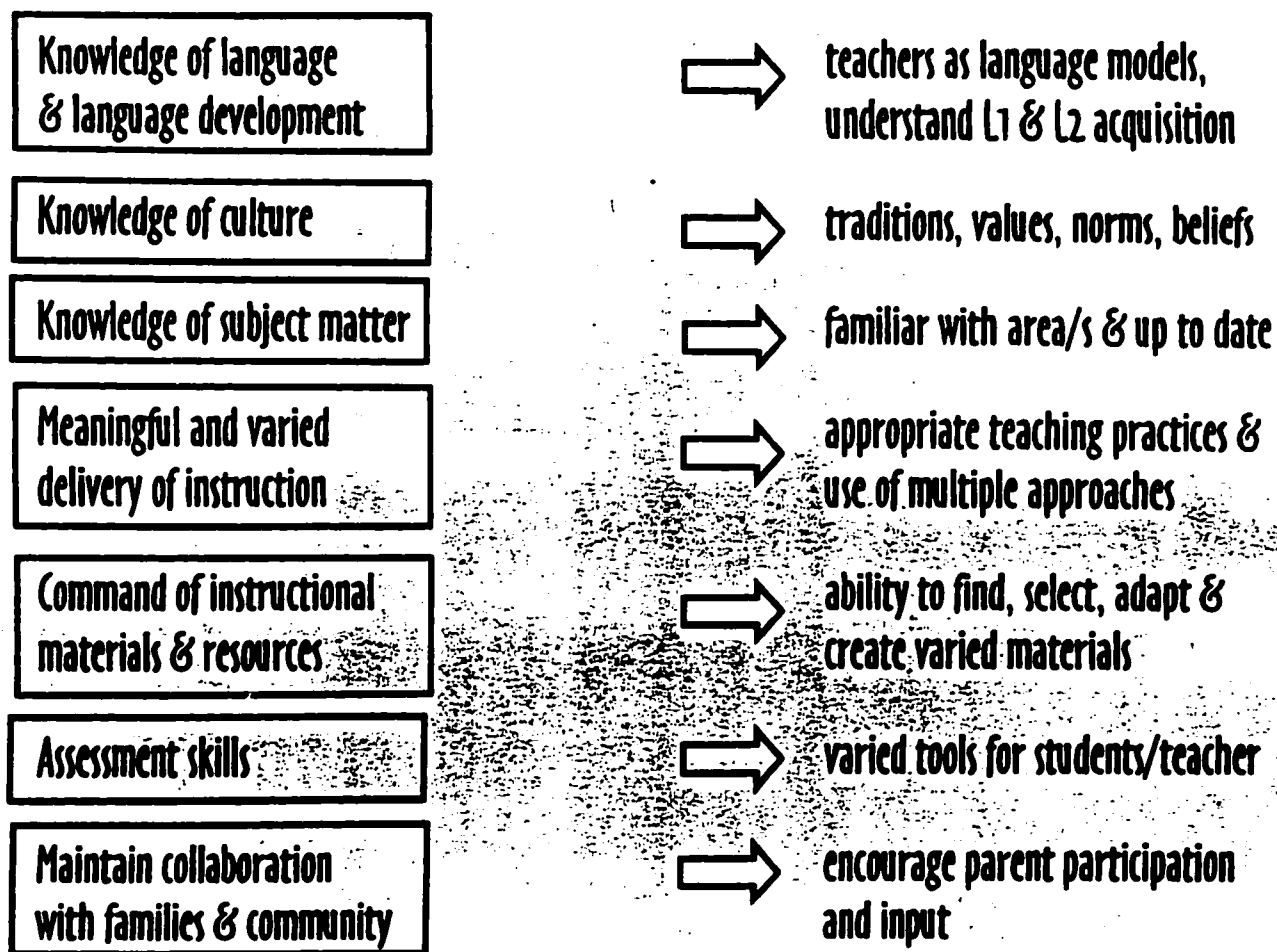 Knowledge of language
& language development
teachers as language models,
understand L1 & L2 acquisition
Knowledge of culture
traditions, values, norms, beliefs
Knowledge of subject matter
familiar with area/s & up to date
Meaningful and varied
delivery of instruction
appropriate teaching practices &
use of multiple approaches
Command of instructional
materials & resources
ability to find, select, adapt &
create varied materials
Assessment skills
varied tools for students/teacher
Maintain collaboration
with families & community
encourage parent participation
and input